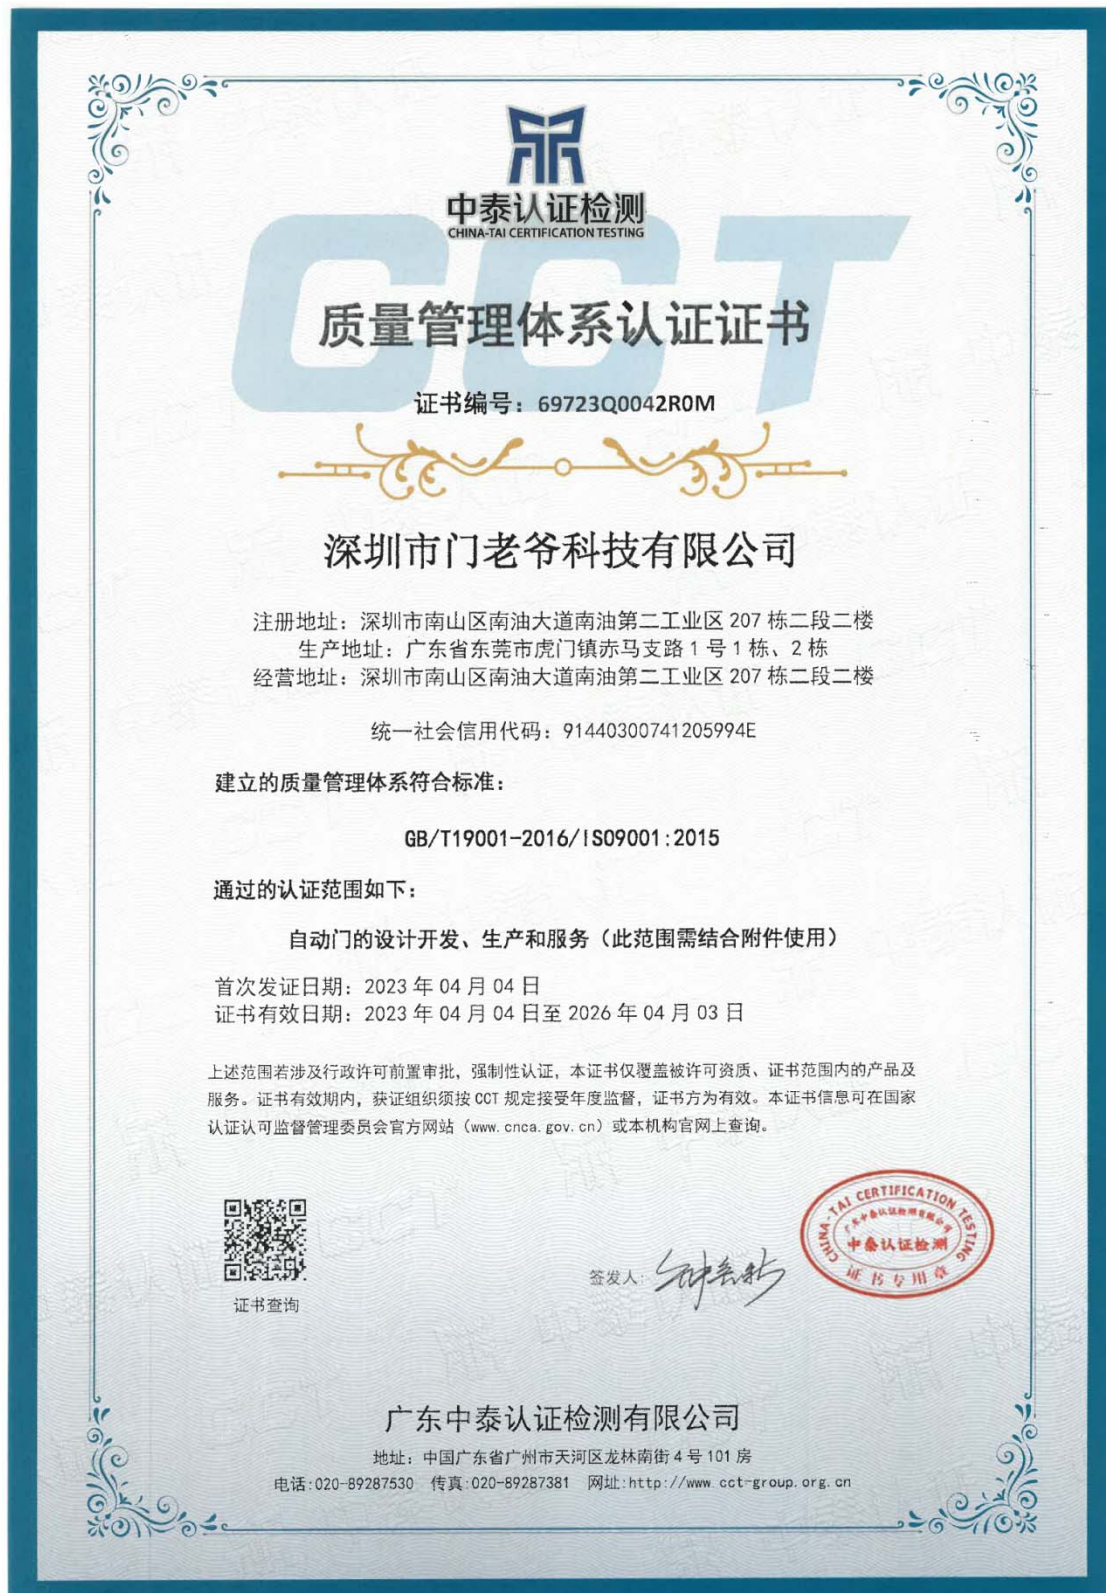 中泰认证检测
CHINA-TAI CERTIFICATION TESTING
CCT
质量管理体系认证证书
证书编号：69723Q0042R0M
深圳市门老爷科技有限公司
注册地址：深圳市南山区南油大道南油第二工业区 207 栋二段二楼
生产地址：广东省东莞市虎门镇赤马支路 1 号 1 栋、2 栋
经营地址：深圳市南山区南油大道南油第二工业区 207 栋二段二楼
统一社会信用代码：91440300741205994E
建立的质量管理体系符合标准：
GB/T19001-2016/ISO9001:2015
通过的认证范围如下：
自动门的设计开发、生产和服务（此范围需结合附件使用）
首次发证日期：2023 年 04 月 04 日
证书有效日期：2023 年 04 月 04 日至 2026 年 04 月 03 日
上述范围若涉及行政许可前置审批，强制性认证，本证书仅覆盖被许可资质、证书范围内的产品及
服务。证书有效期内，获证组织须按 CCT 规定接受年度监督，证书方为有效。本证书信息可在国家
认证认可监督管理委员会官方网站（www.cnca.gov.cn）或本机构官网上查询。
证书查询
签发人:
CHINA-TAI CERTIFICATION TESTING
广东中泰认证检测有限公司
中泰认证检测
证书专用章
广东中泰认证检测有限公司
地址：中国广东省广州市天河区龙林南街 4 号 101 房
电话:020-89287530 传真:020-89287381 网址:http://www.cct-group.org.cn